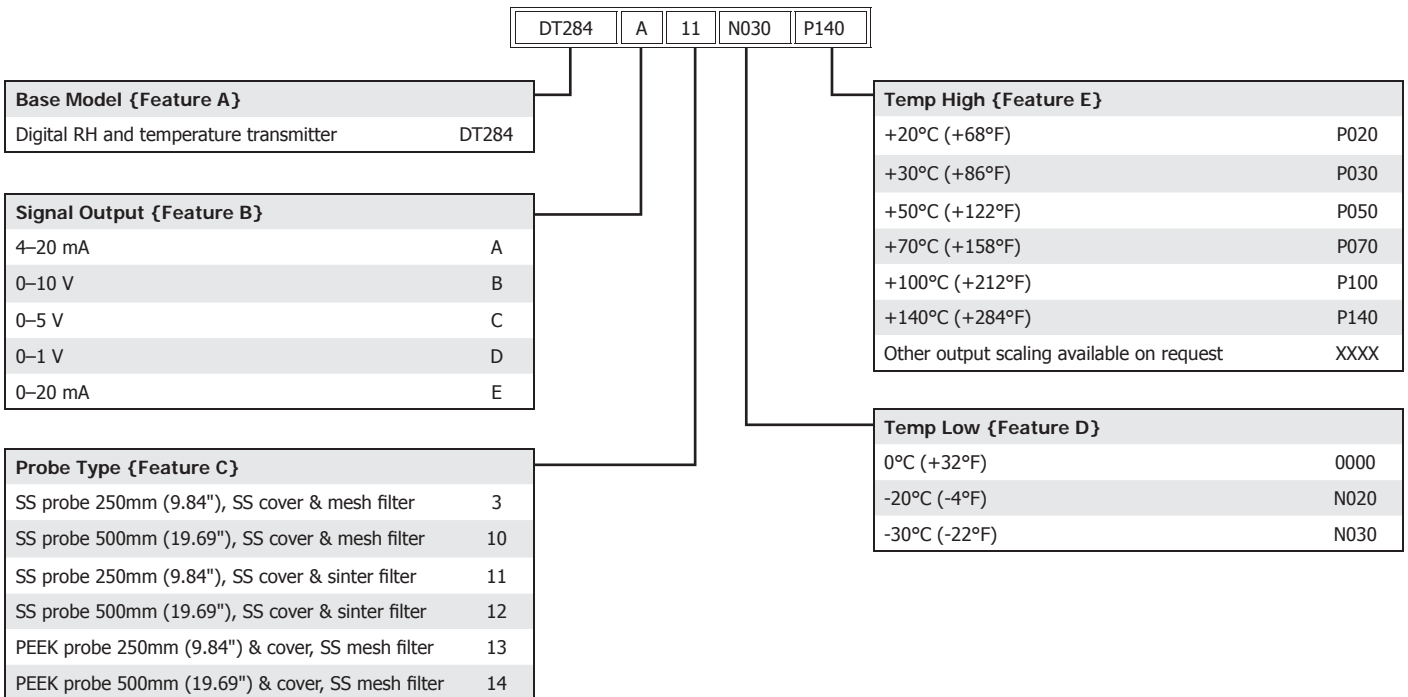 DT284 A 11 N030 P140
Base Model {Feature A}
Digital RH and temperature transmitter DT284
Signal Output {Feature B}
4–20 mA A
0–10 V B
0–5 V C
0–1 V D
0–20 mA E
Probe Type {Feature C}
SS probe 250mm (9.84"), SS cover & mesh filter 3
SS probe 500mm (19.69"), SS cover & mesh filter 10
SS probe 250mm (9.84"), SS cover & sinter filter 11
SS probe 500mm (19.69"), SS cover & sinter filter 12
PEEK probe 250mm (9.84") & cover, SS mesh filter 13
PEEK probe 500mm (19.69") & cover, SS mesh filter 14
Temp High {Feature E}
+20°C (+68°F) P020
+30°C (+86°F) P030
+50°C (+122°F) P050
+70°C (+158°F) P070
+100°C (+212°F) P100
+140°C (+284°F) P140
Other output scaling available on request XXXX
Temp Low {Feature D}
0°C (+32°F) 0000
-20°C (-4°F) N020
-30°C (-22°F) N030